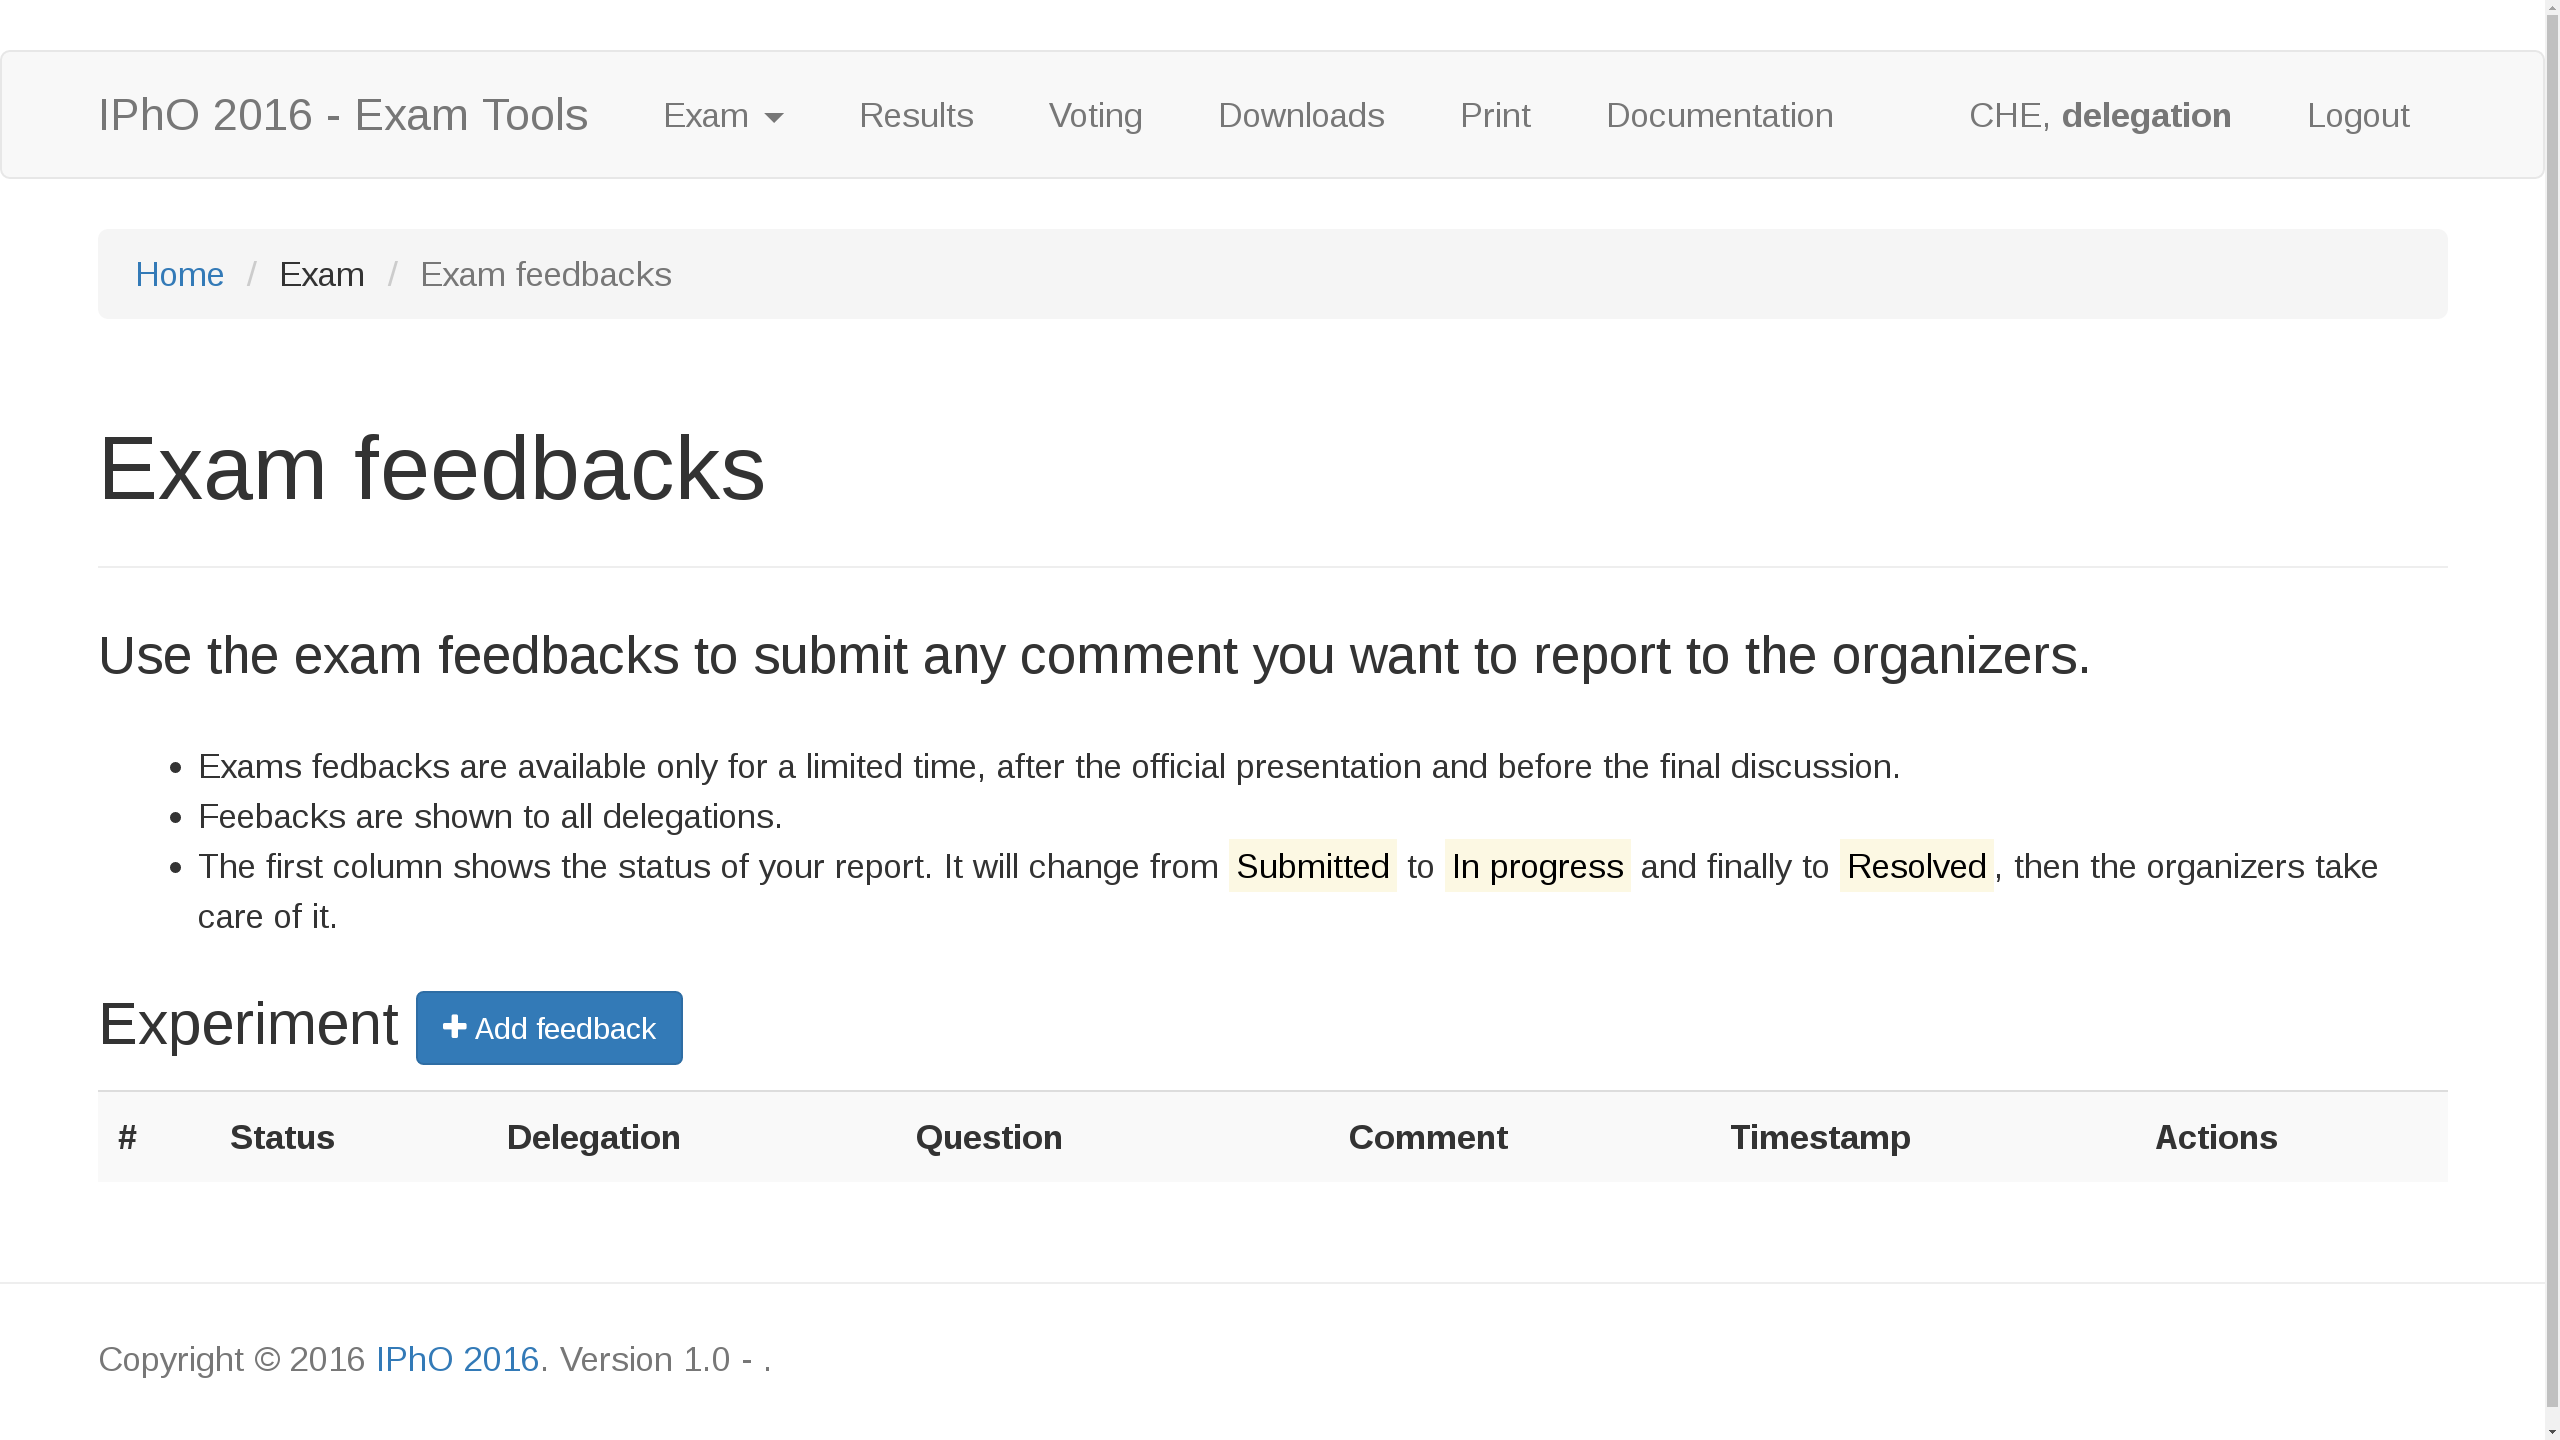 IPhO 2016 - Exam Tools Exam Results Voting Downloads Print Documentation CHE, delegation Logout
Home / Exam / Exam feedbacks
Exam feedbacks
Use the exam feedbacks to submit any comment you want to report to the organizers.
• Exams fedbacks are available only for a limited time, after the official presentation and before the final discussion.
• Feebacks are shown to all delegations.
• The first column shows the status of your report. It will change from Submitted to In progress and finally to Resolved, then the organizers take
care of it.
Experiment + Add feedback
# Status Delegation Question Comment Timestamp Actions
Copyright © 2016 IPhO 2016. Version 1.0 - .